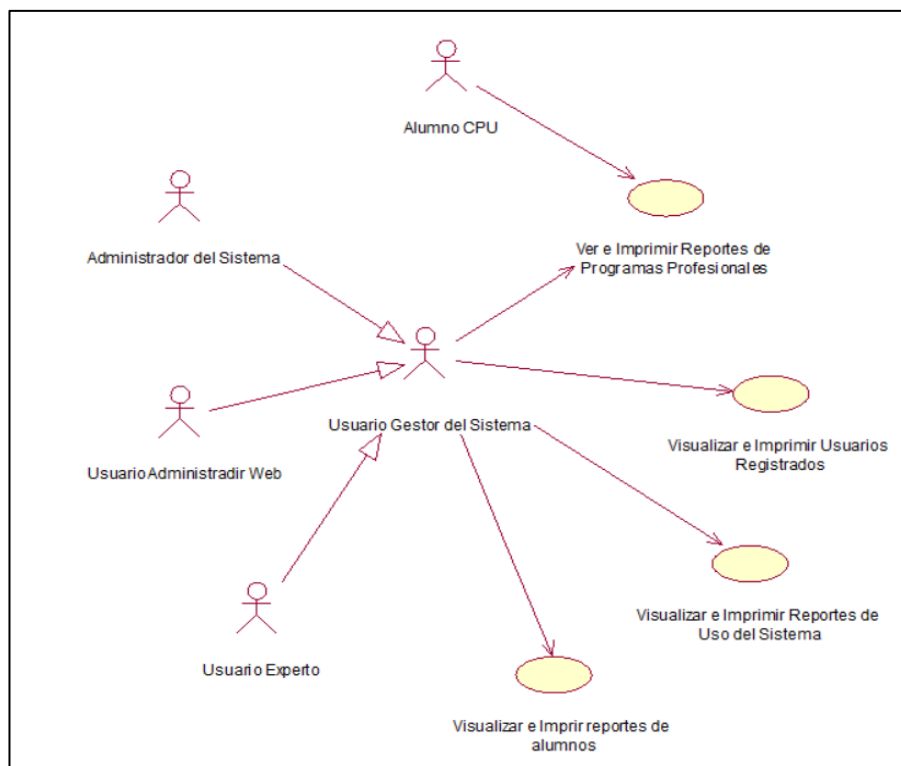 Alumno CPU
Administrador del Sistema
Ver e Imprimir Reportes de
Programas Profesionales
Usuario Gestor del Sistema
Usuario Administradir Web
Visualizar e Imprimir Usuarios
Registrados
Visualizar e Imprimir Reportes de
Uso del Sistema
Usuario Experto
Visualizar e Imprir reportes de
alumnos